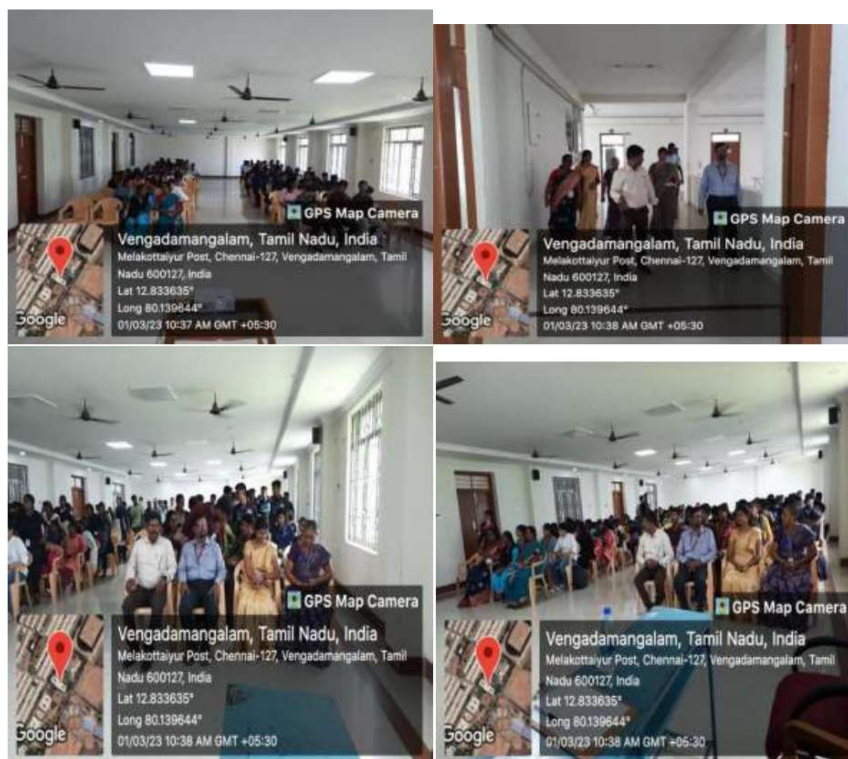 GPS Map Camera
Vengadamangalam, Tamil Nadu, India
Melakottaiyur Post, Chennai-127, Vengadamangalam, Tamil
Nadu 600127, India
Lat 12.833635°
Long 80.139644°
01/03/23 10:37 AM GMT +05:30
Google
GPS Map Camera
Vengadamangalam, Tamil Nadu, India
Melakottaiyur Post, Chennai-127, Vengadamangalam, Tamil
Nadu 600127, India
Lat 12.833635°
Long 80.139644°
01/03/23 10:38 AM GMT +05:30
Google
GPS Map Camera
Vengadamangalam, Tamil Nadu, India
Melakottaiyur Post, Chennai-127, Vengadamangalam, Tamil
Nadu 600127, India
Lat 12.833635°
Long 80.139644°
01/03/23 10:38 AM GMT +05:30
Google
GPS Map Camera
Vengadamangalam, Tamil Nadu, India
Melakottaiyur Post, Chennai-127, Vengadamangalam, Tamil
Nadu 600127, India
Lat 12.833635°
Long 80.139644°
01/03/23 10:38 AM GMT +05:30
Google